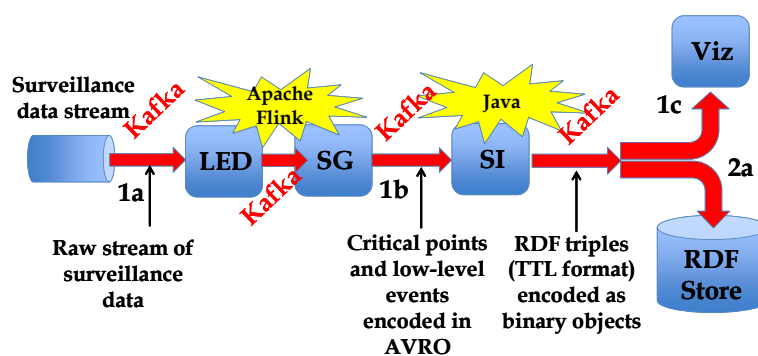 Surveillance
data stream
Kafka
1a
Raw stream of
surveillance
data
LED
Apache
Flink
Kafka
SG
Kafka
1b
Critical points
and low-level
events
encoded in
AVRO
Java
SI
Kafka
RDF triples
(TTL format)
encoded as
binary objects
Viz
1c
2a
RDF
Store